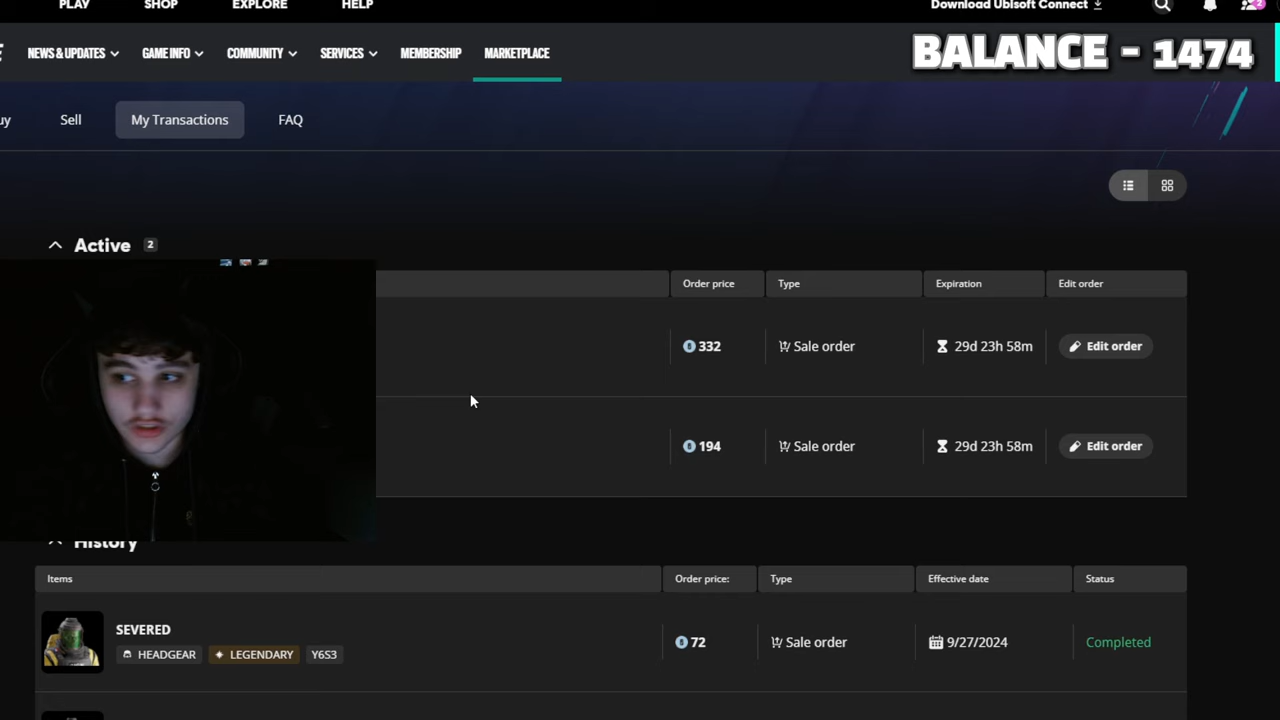 PLAY SHOP EXPLORE HELP Download Ubisoft Connect 2
NEWS & UPDATES GAME INFO COMMUNITY SERVICES MEMBERSHIP MARKETPLACE BALANCE - 1474
Sell My Transactions FAQ
Active 2
Order price Type Expiration Edit order
332 Sale order 29d 23h 58m Edit order
194 Sale order 29d 23h 58m Edit order
History
Items Order price: Type Effective date Status
SEVERED
72 Sale order 9/27/2024 Completed
HEADGEAR LEGENDARY Y6S3